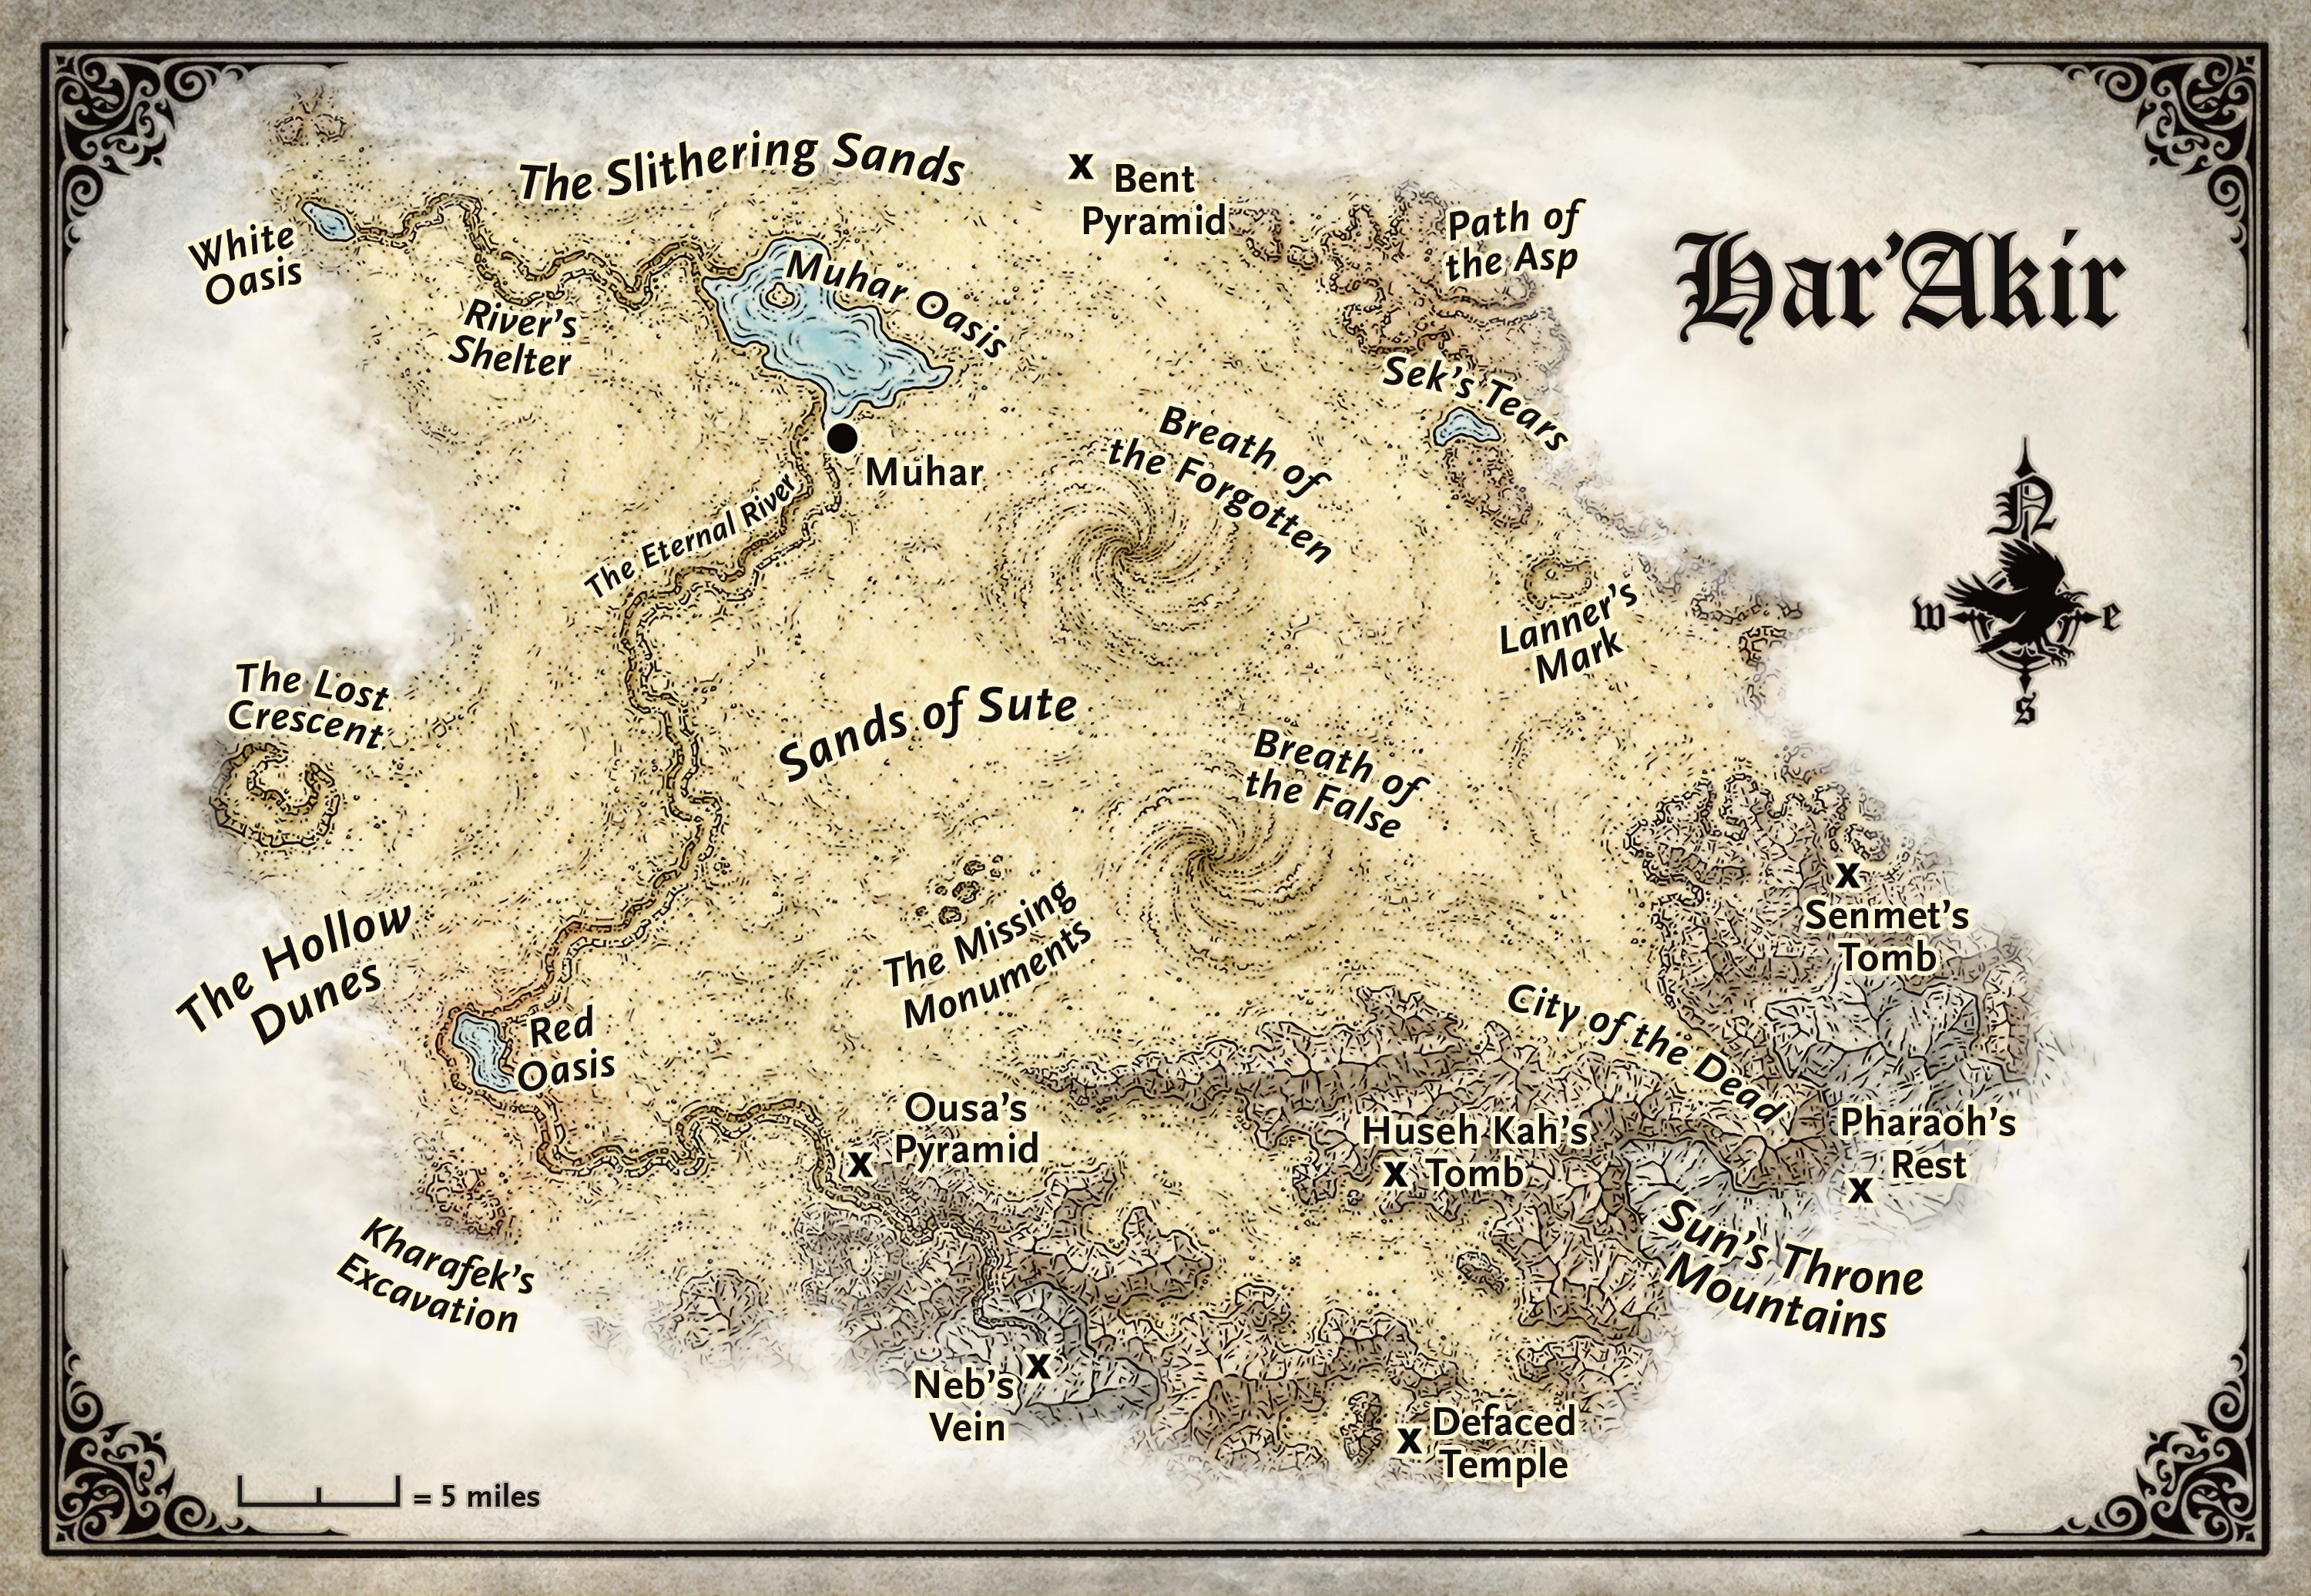 The Slithering Sands
Bent
Pyramid
Path of
the Asp
Har'Akir
White
Oasis
River's
Shelter
Muhar Oasis
Sek's Tears
Muhar
Breath of
the Forgotten
The Eternal River
N
W
e
S
Lanner's
Mark
The Lost
Crescent
Sands of Sute
Breath of
the False
The Hollow
Dunes
The Missing
Monuments
Senmet's
Tomb
Red
Oasis
City of the Dead
Ousa's
Pyramid
Huseh Kah's
Tomb
Pharaoh's
Rest
Sun's Throne
Mountains
Kharafek's
Excavation
Neb's
Vein
Defaced
Temple
= 5 miles